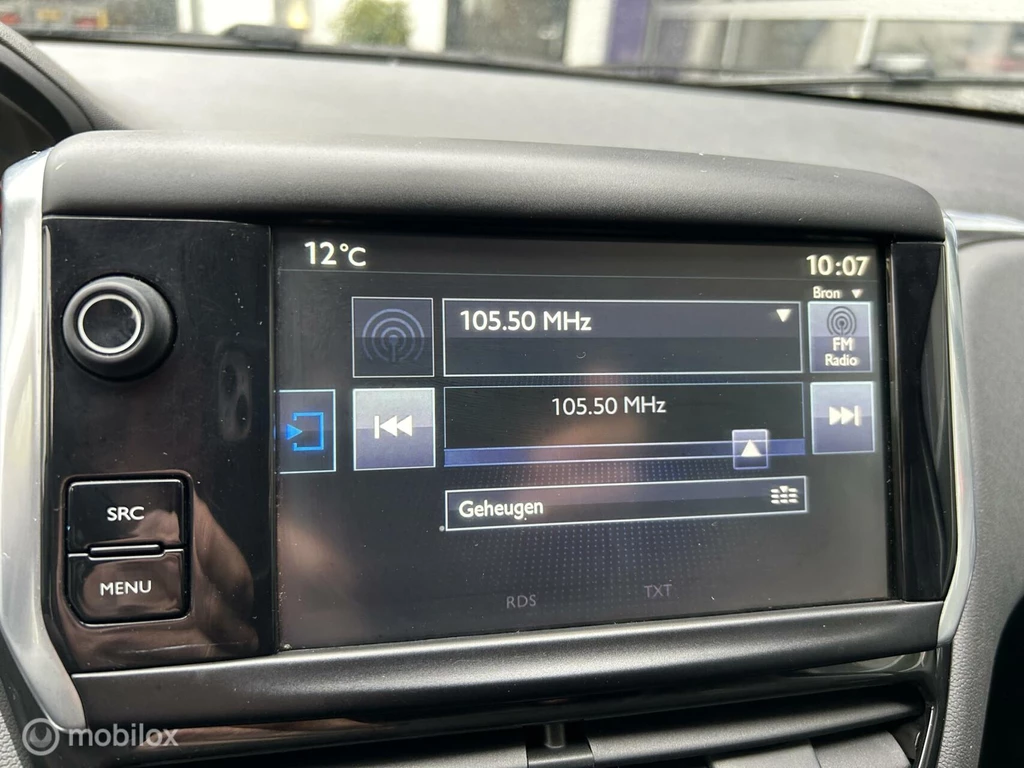 12 °C
10:07
Bron
105.50 MHz
FM
Radio
105.50 MHz
SRC
Geheugen
MENU
RDS
TXT
mobilox